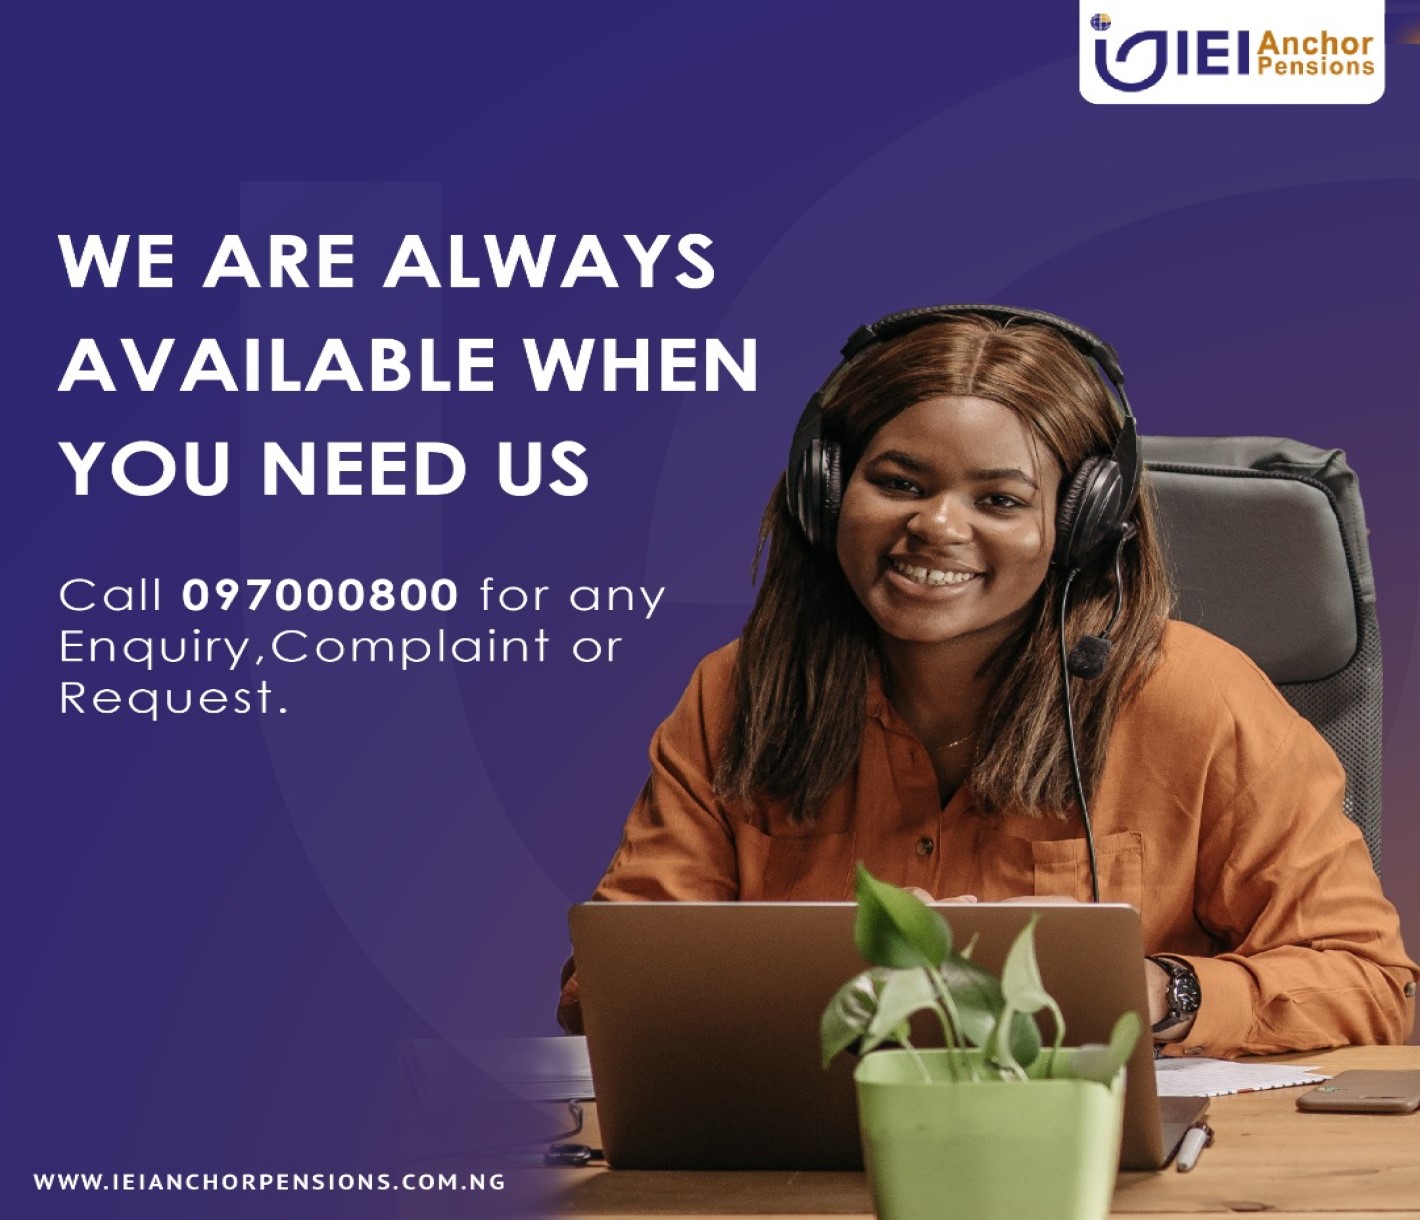 IEI Anchor
Pensions
WE ARE ALWAYS
AVAILABLE WHEN
YOU NEED US
Call 097000800 for any
Enquiry,Complaint or
Request.
WWW.IEIANCHORPENSIONS.COM.NG